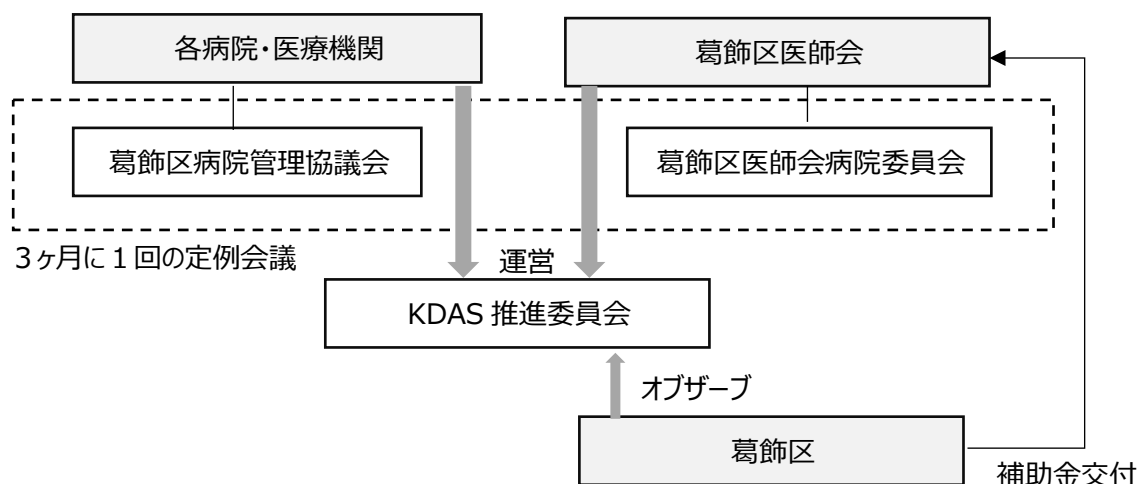 各病院・医療機関
葛飾区医師会
葛飾区病院管理協議会
葛飾区医師会病院委員会
3ヶ月に1回の定例会議
運営
KDAS 推進委員会
オブザーブ
葛飾区
補助金交付